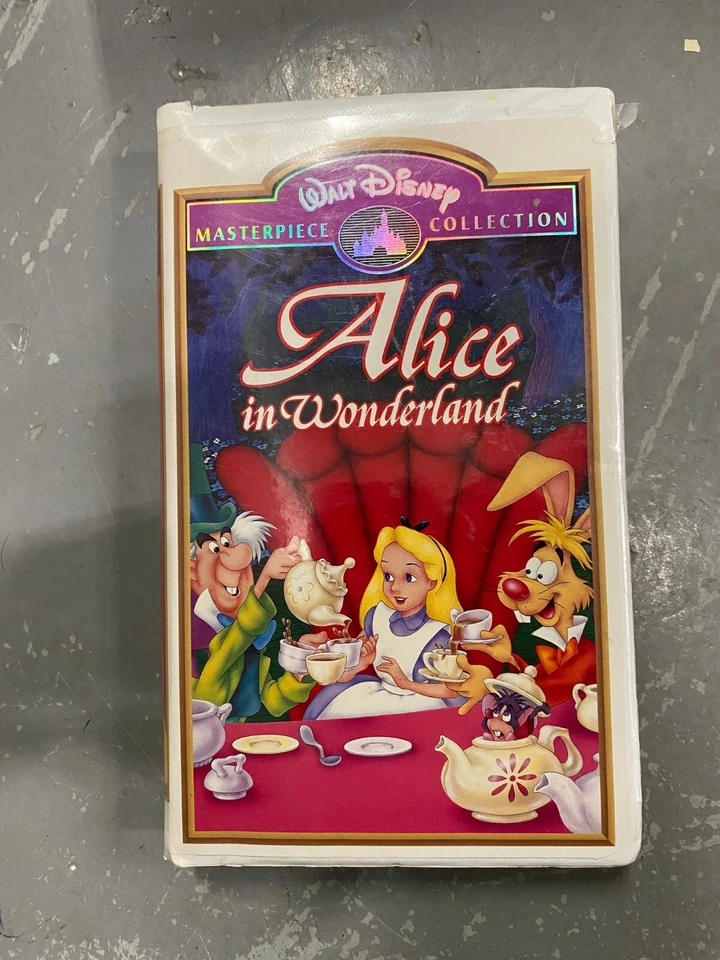 Walt Disney
MASTERPIECE COLLECTION
Alice
in Wonderland